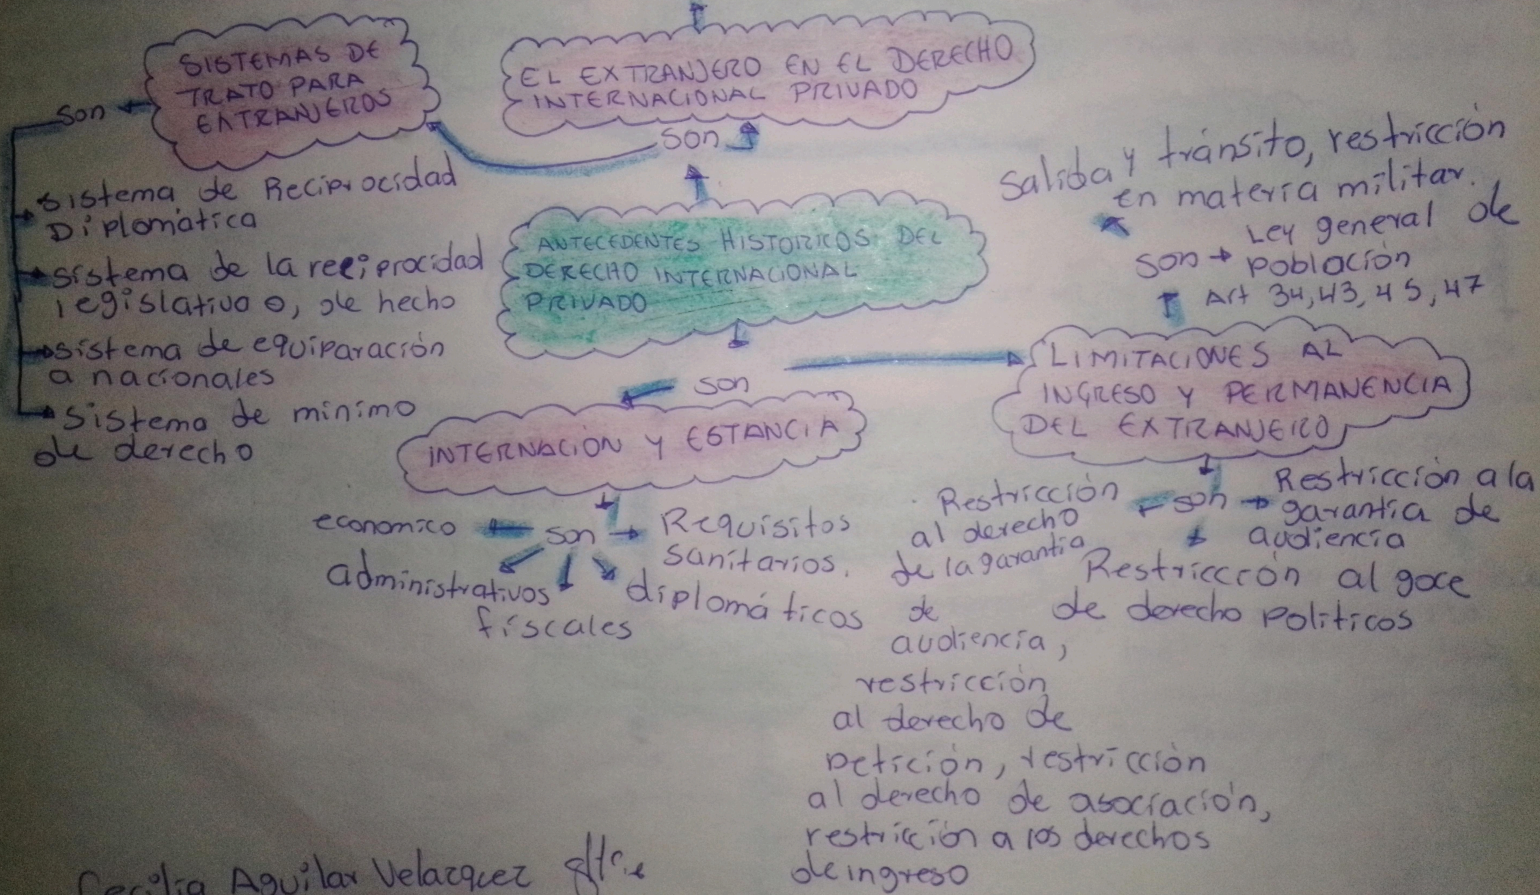 SISTEMAS DE
TRATO PARA
EXTRANJEROS
Son
Sistema de Reciprocidad
Diplomática
Sistema de la reciprocidad
legislativa o, de hecho
Sistema de equiparación
a nacionales
Sistema de mínimo
de derecho
EL EXTRANJERO EN EL DERECHO
INTERNACIONAL PRIVADO
Son
ANTECEDENTES HISTORICOS DEL
DERECHO INTERNACIONAL
PRIVADO
Son
Salida y tránsito, restricción
en materia militar.
Son
Ley general de
población
Art 34, 43, 45, 47
LIMITACIONES AL
INGRESO Y PERMANENCIA
DEL EXTRANJERO
INTERNACIÓN Y ESTANCIA
Son
economico
administrativos
fiscales
diplomáticos
Requisitos
sanitarios.
Son
Restricción a la
garantía de
audiencia
Restriccción al goce
de derecho politicos
Restricción
al derecho
de la garantia
de
audiencia,
restricción
al derecho de
petición, restricción
al derecho de asociación,
restricción a los derechos
de ingreso
Cecilia Aguilar Velazquez